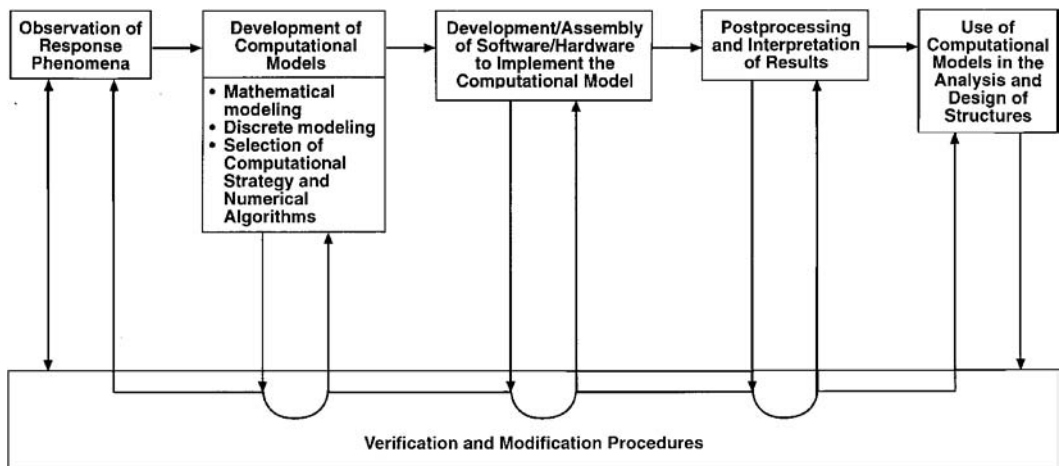 Observation of
Response
Phenomena
Development of
Computational
Models
• Mathematical
modeling
• Discrete modeling
• Selection of
Computational
Strategy and
Numerical
Algorithms
Development/Assembly
of Software/Hardware
to Implement the
Computational Model
Postprocessing
and Interpretation
of Results
Use of
Computational
Models in the
Analysis and
Design of
Structures
Verification and Modification Procedures